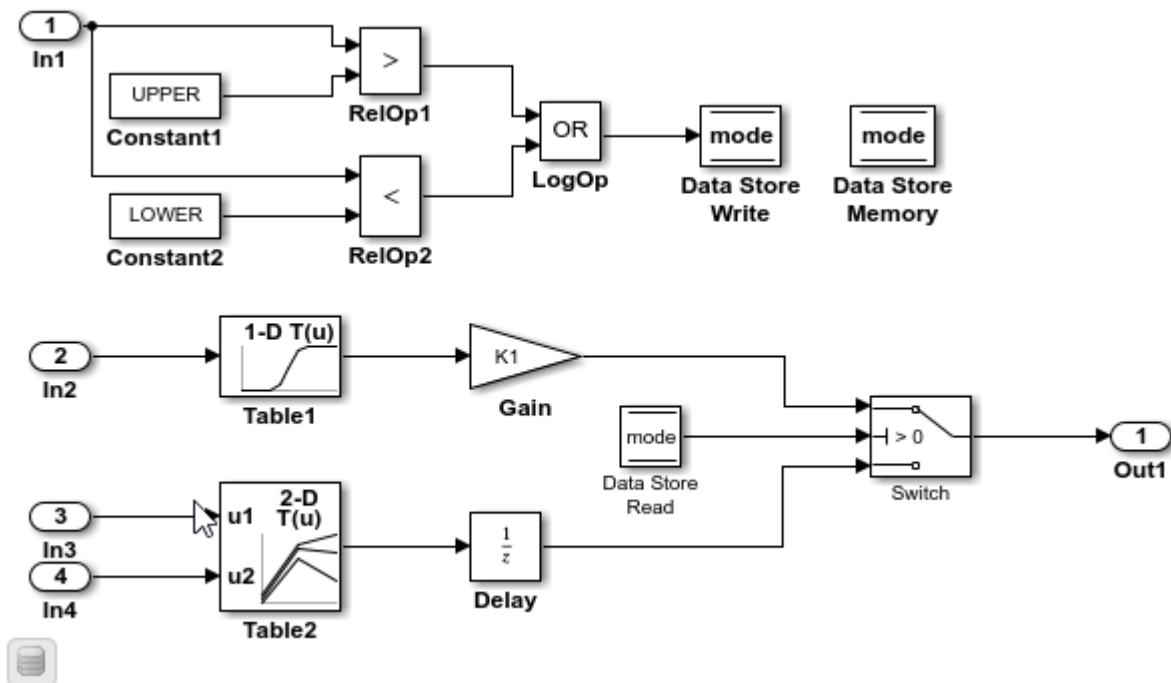 1
In1
UPPER
Constant1
>
RelOp1
LOWER
Constant2
<
RelOp2
OR
LogOp
mode
Data Store
Write
mode
Data Store
Memory
2
In2
1-D T(u)
Table1
K1
Gain
mode
Data Store
Read
> 0
Switch
1
Out1
3
In3
4
In4
2-D
T(u)
u1
u2
Table2
1
z
Delay